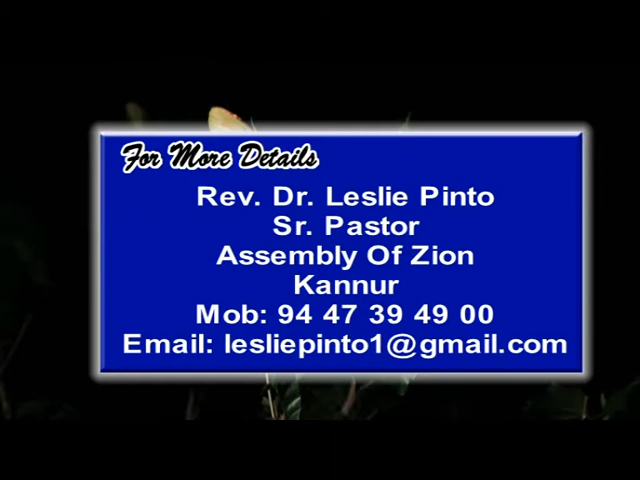 For More Details
Rev. Dr. Leslie Pinto
Sr. Pastor
Assembly Of Zion
Kannur
Mob: 94 47 39 49 00
Email: lesliepinto1@gmail.com